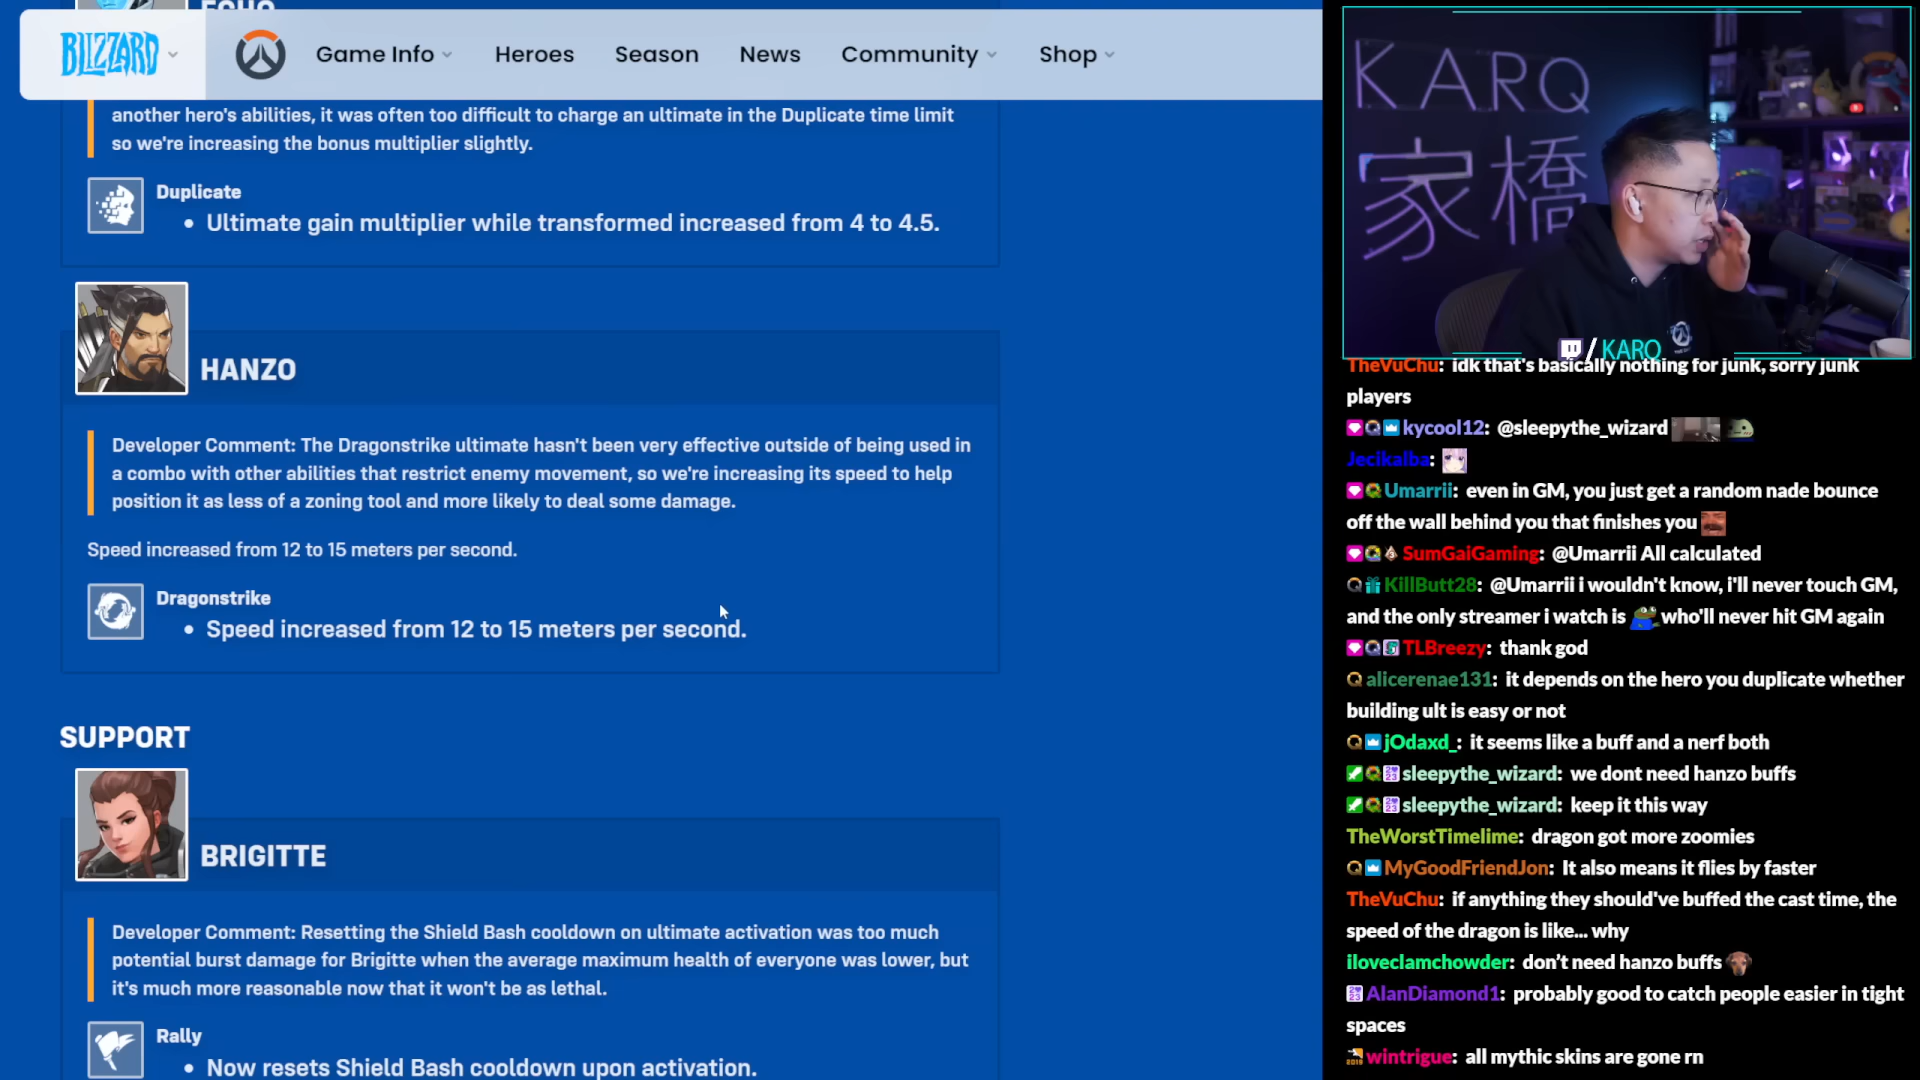 ECHO
BLIZZARD
Game Info
Heroes
Season
News
Community
Shop
another hero's abilities, it was often too difficult to charge an ultimate in the Duplicate time limit
so we're increasing the bonus multiplier slightly.
Duplicate
• Ultimate gain multiplier while transformed increased from 4 to 4.5.
HANZO
Developer Comment: The Dragonstrike ultimate hasn't been very effective outside of being used in
a combo with other abilities that restrict enemy movement, so we're increasing its speed to help
position it as less of a zoning tool and more likely to deal some damage.
Speed increased from 12 to 15 meters per second.
Dragonstrike
• Speed increased from 12 to 15 meters per second.
SUPPORT
BRIGITTE
Developer Comment: Resetting the Shield Bash cooldown on ultimate activation was too much
potential burst damage for Brigitte when the average maximum health of everyone was lower, but
it's much more reasonable now that it won't be as lethal.
Rally
• Now resets Shield Bash cooldown upon activation.
KARQ
家橋
/KARQ
TheVuChu: idk that's basically nothing for junk, sorry junk
players
kycool12: @sleepythe_wizard
Jecikalba:
Umarrii: even in GM, you just get a random nade bounce
off the wall behind you that finishes you
SumGaiGaming: @Umarrii All calculated
KillButt28: @Umarrii i wouldn't know, i'll never touch GM,
and the only streamer i watch is who'll never hit GM again
TLBreezy: thank god
alicerenae131: it depends on the hero you duplicate whether
building ult is easy or not
jOdaxd_: it seems like a buff and a nerf both
sleepythe_wizard: we dont need hanzo buffs
sleepythe_wizard: keep it this way
TheWorstTimelime: dragon got more zoomies
MyGoodFriendJon: It also means it flies by faster
TheVuChu: if anything they should've buffed the cast time, the
speed of the dragon is like... why
iloveclamchowder: don't need hanzo buffs
AlanDiamond1: probably good to catch people easier in tight
spaces
wintrigue: all mythic skins are gone rn